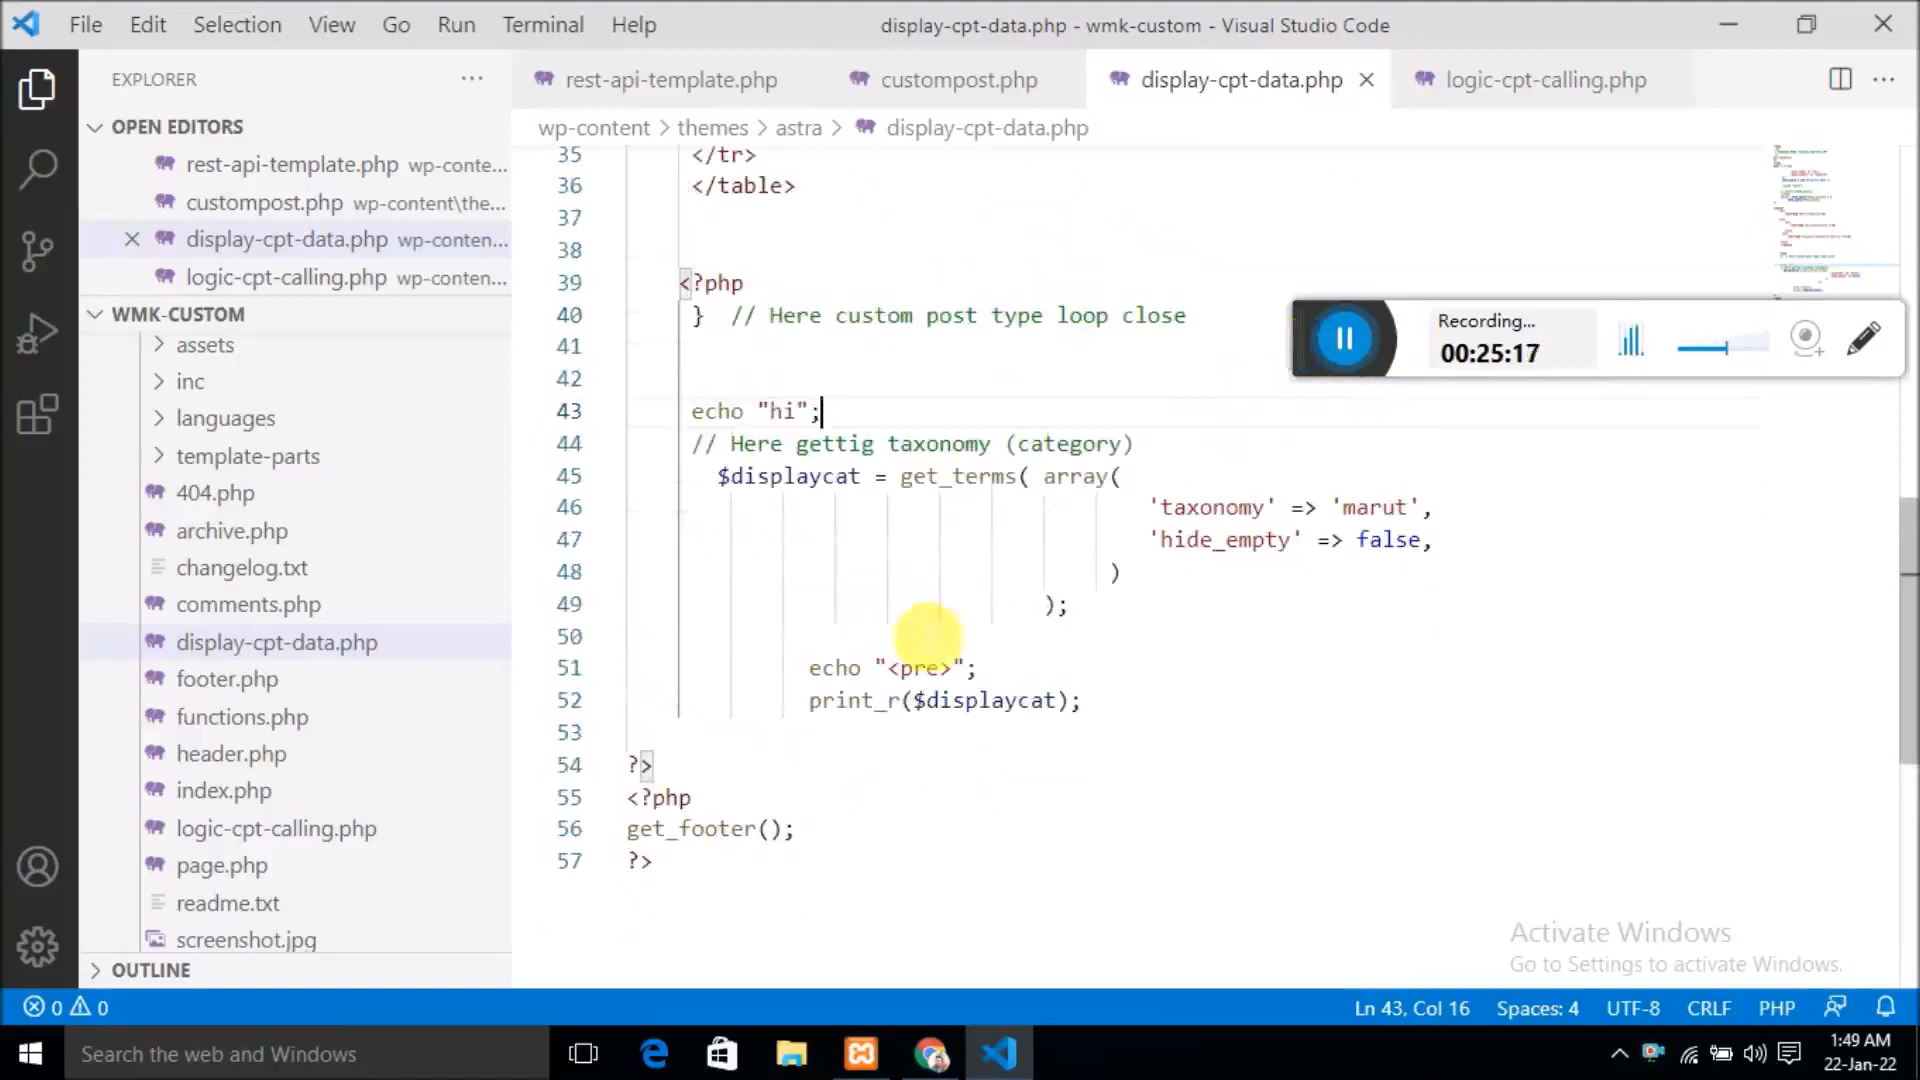 File Edit Selection View Go Run Terminal Help
display-cpt-data.php - wmk-custom - Visual Studio Code
EXPLORER
OPEN EDITORS
rest-api-template.php wp-conte...
custompost.php wp-content\the...
display-cpt-data.php wp-conten...
logic-cpt-calling.php wp-conten...
WMK-CUSTOM
assets
inc
languages
template-parts
404.php
archive.php
changelog.txt
comments.php
display-cpt-data.php
footer.php
functions.php
header.php
index.php
logic-cpt-calling.php
page.php
readme.txt
screenshot.jpg
OUTLINE
rest-api-template.php custompost.php display-cpt-data.php logic-cpt-calling.php
wp-content > themes > astra > display-cpt-data.php
35 </tr>
36 </table>
37
38
39 <?php
40 } // Here custom post type loop close
41
42
43 echo "hi";
44 // Here gettig taxonomy (category)
45 $displaycat = get_terms( array(
46 'taxonomy' => 'marut',
47 'hide_empty' => false,
48 )
49 );
50
51 echo "<pre>";
52 print_r($displaycat);
53
54 ?>
55 <?php
56 get_footer();
57 ?>
Recording...
00:25:17
Activate Windows
Go to Settings to activate Windows.
0 0
Ln 43, Col 16 Spaces: 4 UTF-8 CRLF PHP
Search the web and Windows
1:49 AM
22-Jan-22